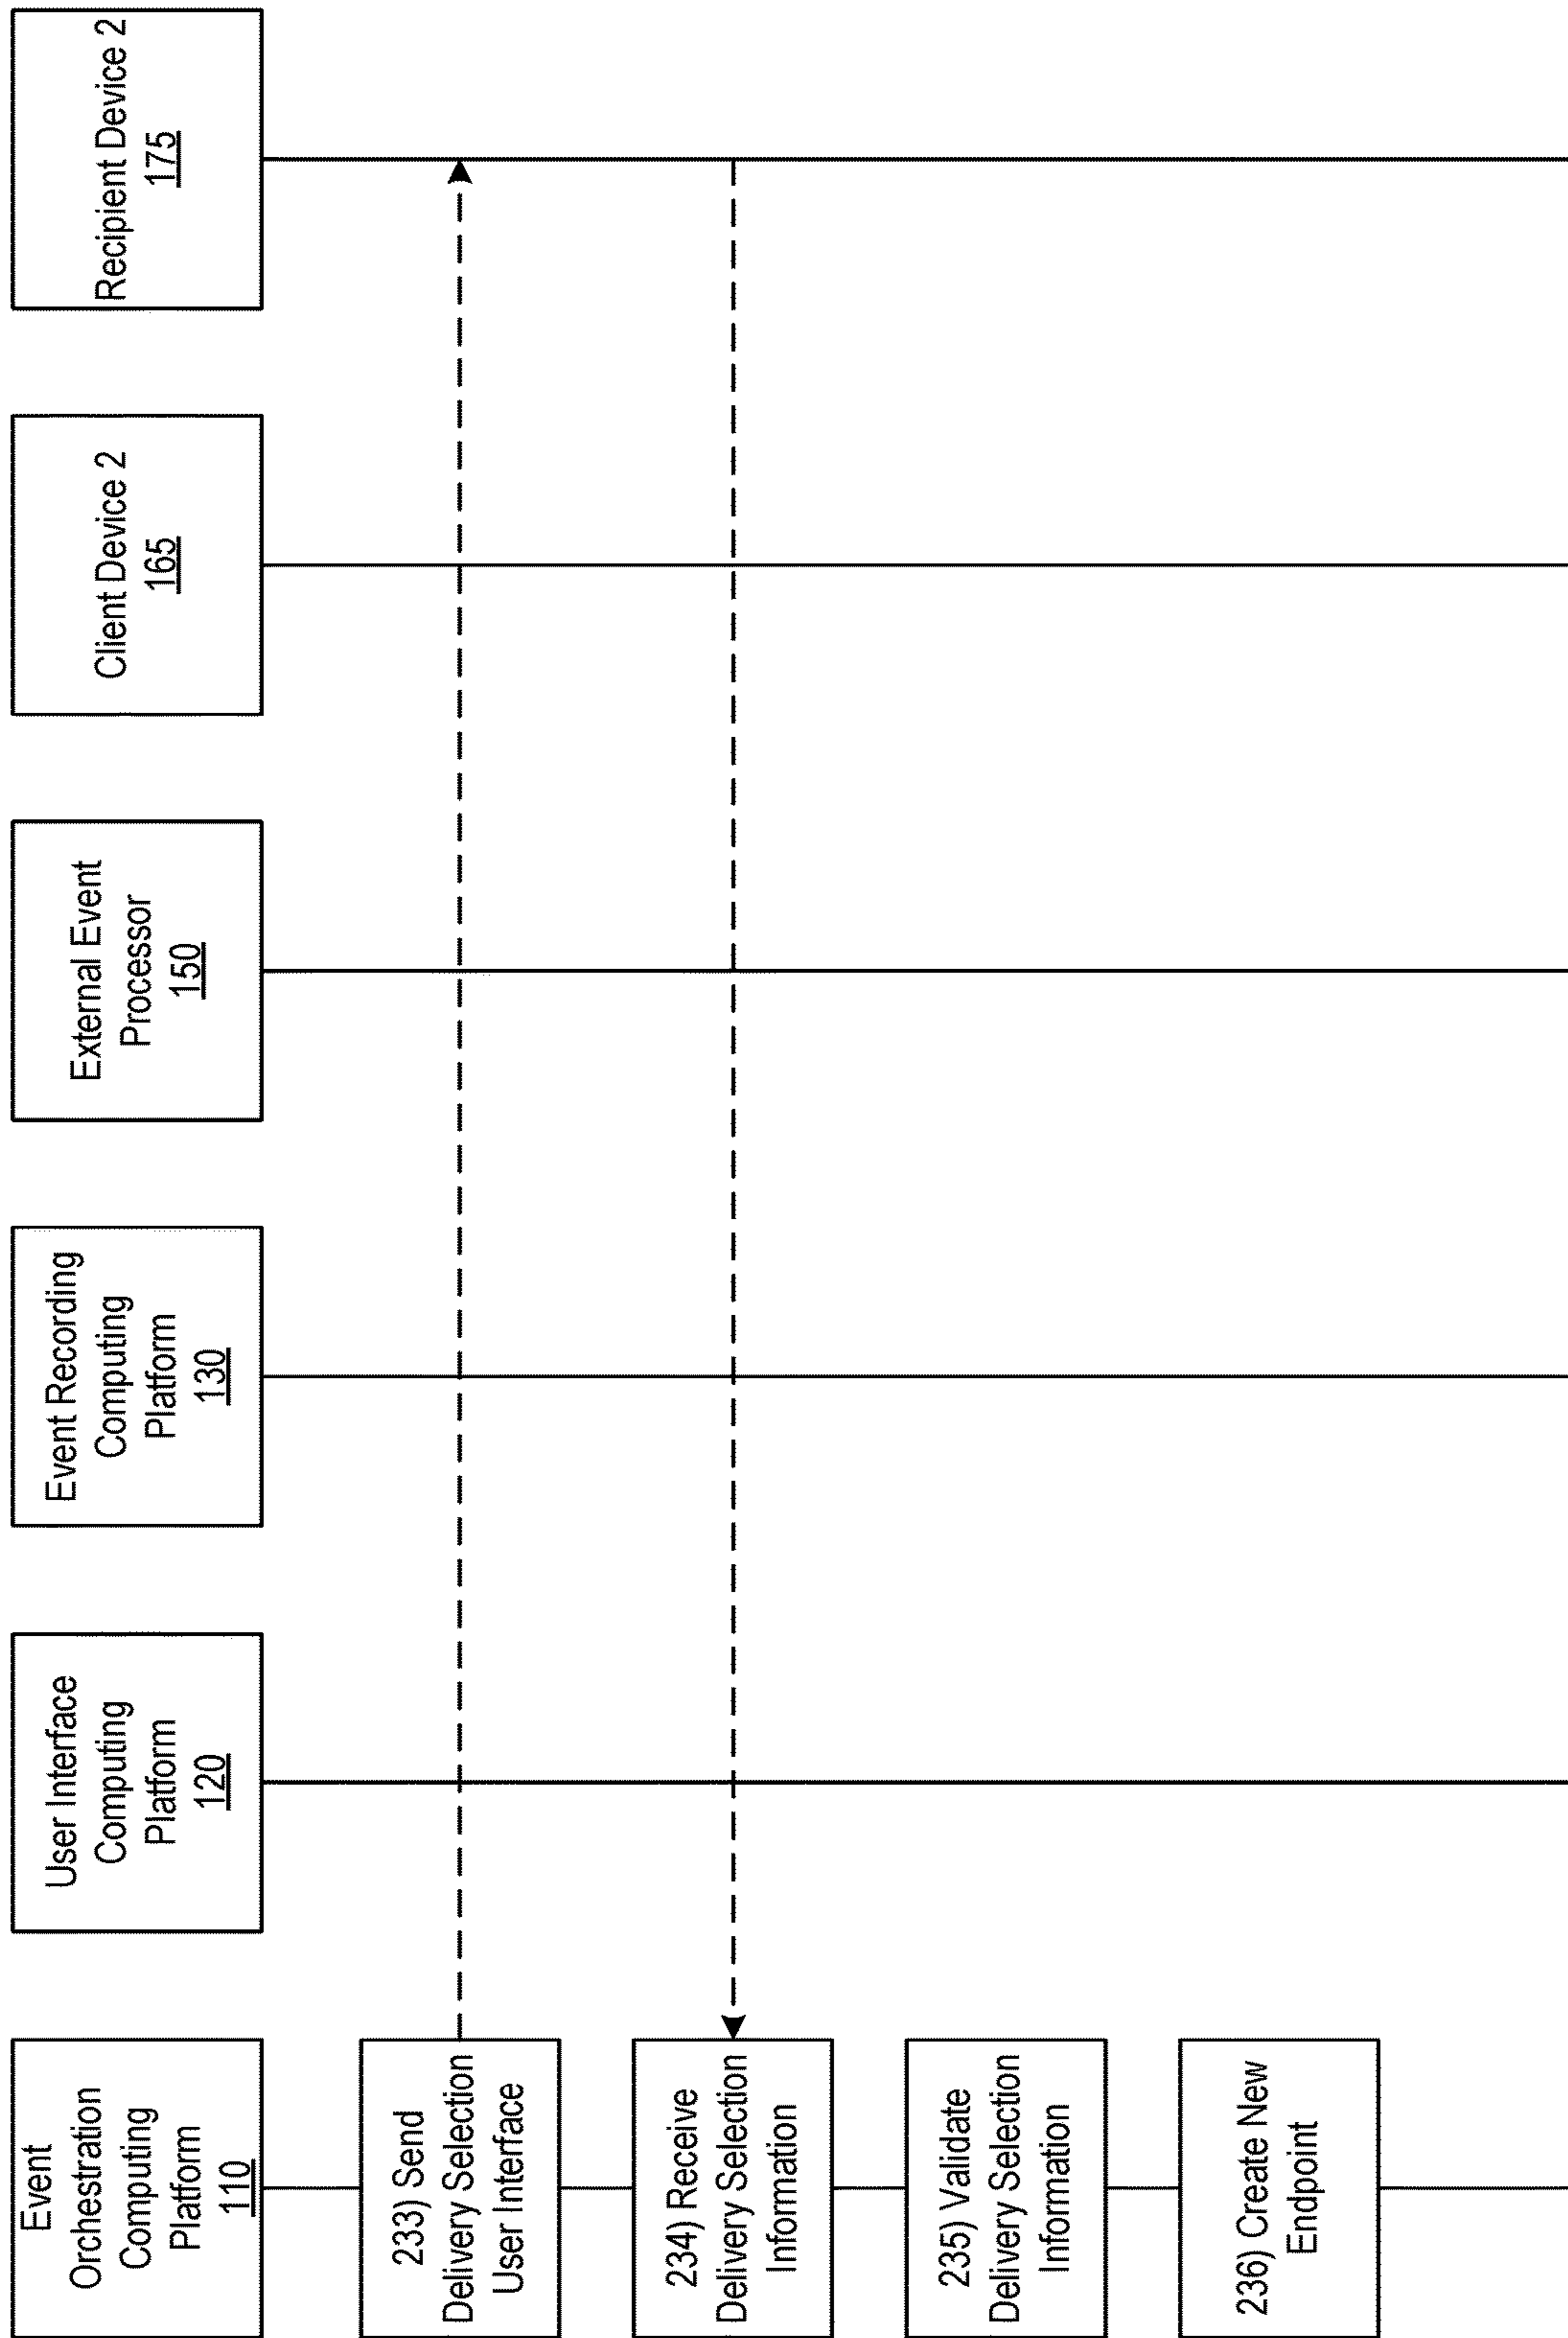 Event
Orchestration
Computing
Platform
110
User Interface
Computing
Platform
120
Event Recording
Computing
Platform
130
External Event
Processor
150
Client Device 2
165
Recipient Device 2
175
233) Send
Delivery Selection
User Interface
234) Receive
Delivery Selection
Information
235) Validate
Delivery Selection
Information
236) Create New
Endpoint